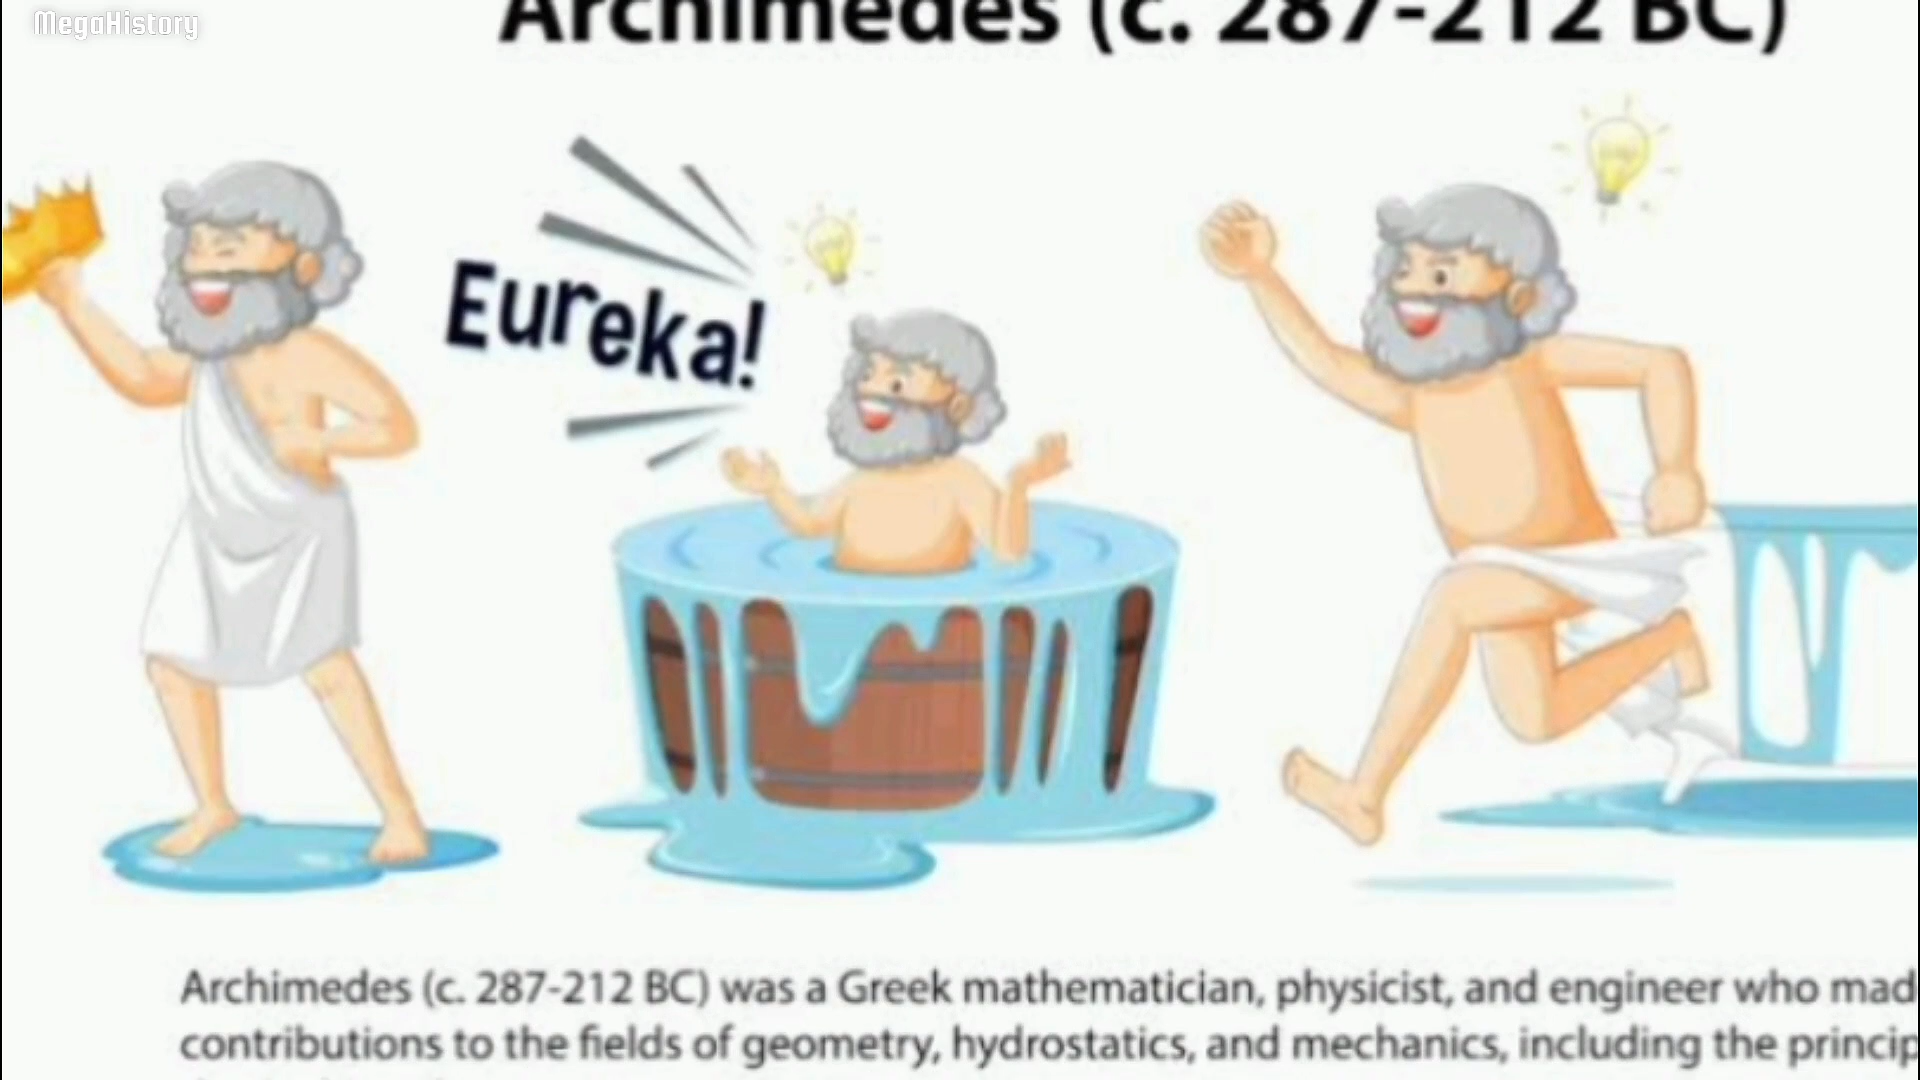 MegaHistory
Archimedes (c. 287-212 BC)
Eureka!
Archimedes (c. 287-212 BC) was a Greek mathematician, physicist, and engineer who mad
contributions to the fields of geometry, hydrostatics, and mechanics, including the princip